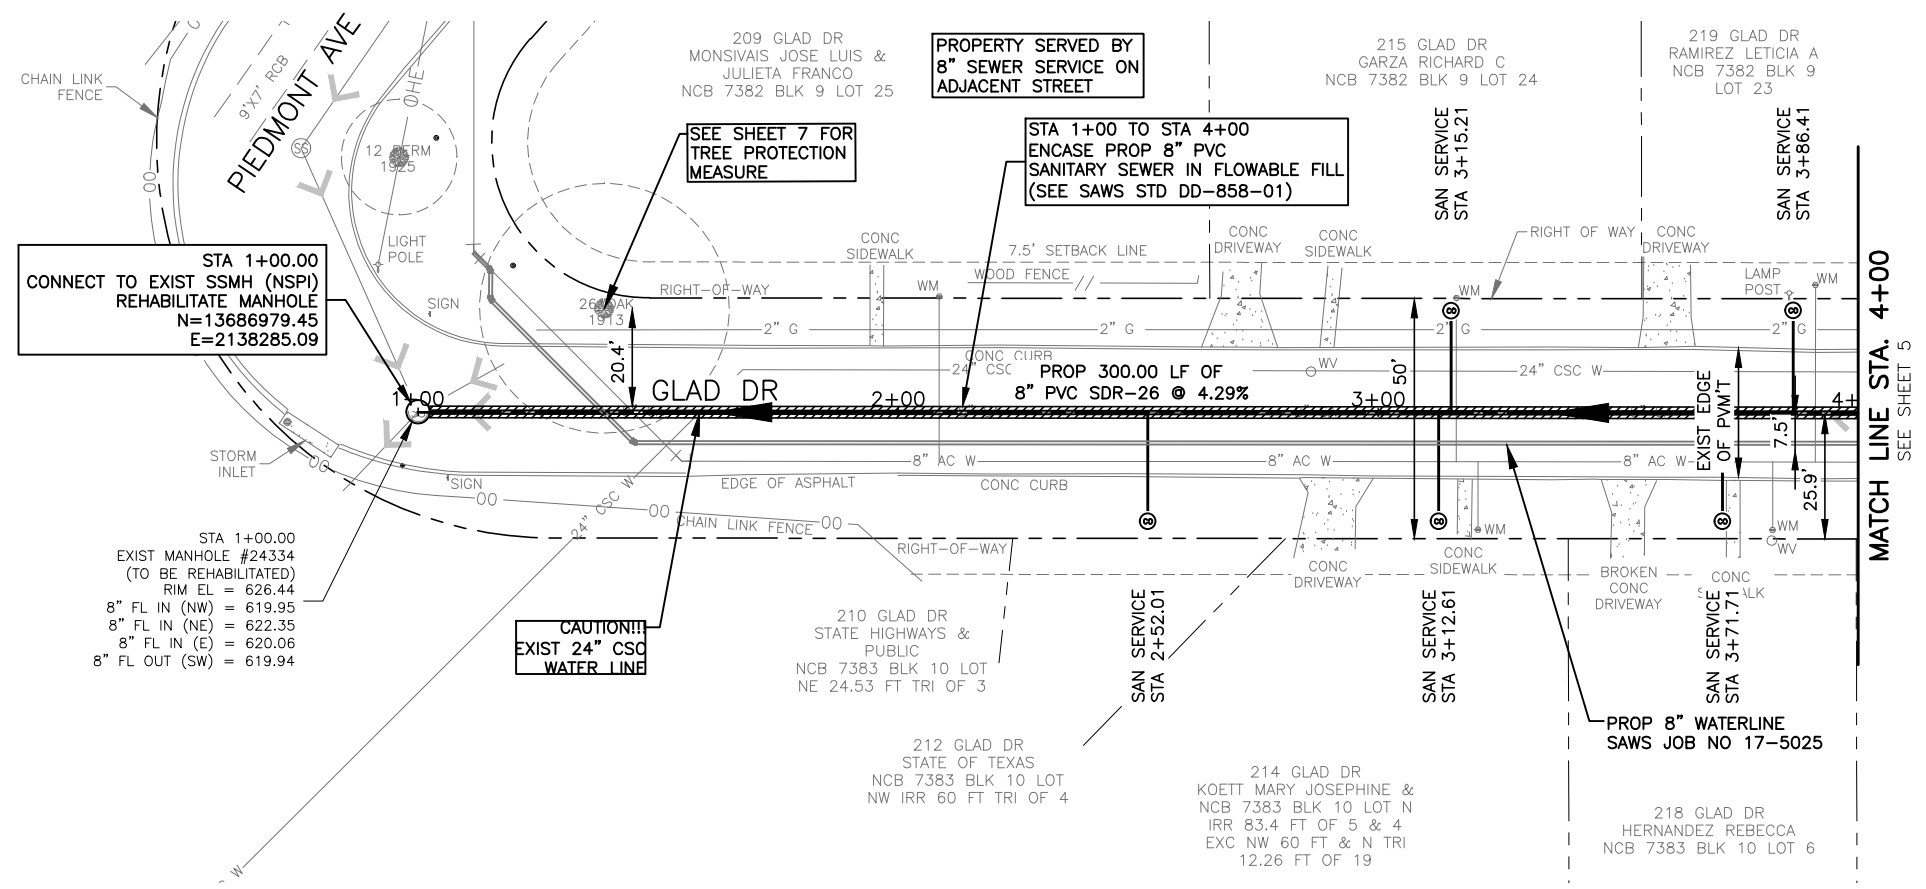 CHAIN LINK
FENCE
9'X7' RCB
PIEDMONT AVE
OHE
SS
12 PERM
1925
209 GLAD DR
MONSIVAIS JOSE LUIS &
JULIETA FRANCO
NCB 7382 BLK 9 LOT 25
PROPERTY SERVED BY
8" SEWER SERVICE ON
ADJACENT STREET
215 GLAD DR
GARZA RICHARD C
NCB 7382 BLK 9 LOT 24
219 GLAD DR
RAMIREZ LETICIA A
NCB 7382 BLK 9
LOT 23
SEE SHEET 7 FOR
TREE PROTECTION
MEASURE
STA 1+00 TO STA 4+00
ENCASE PROP 8" PVC
SANITARY SEWER IN FLOWABLE FILL
(SEE SAWS STD DD-858-01)
SAN SERVICE
STA 3+15.21
SAN SERVICE
STA 3+86.41
LIGHT
POLE
SIGN
CONC
SIDEWALK
7.5' SETBACK LINE
CONC
DRIVEWAY
CONC
SIDEWALK
RIGHT OF WAY
CONC
DRIVEWAY
WOOD FENCE
//
LAMP
POST
WM
WM
WM
RIGHT-OF-WAY
26 OAK
1913
STA 1+00.00
CONNECT TO EXIST SSMH (NSPI)
REHABILITATE MANHOLE
N=13686979.45
E=2138285.09
2" G
2" G
2" G
2" G
8
8
20.4'
CONC CURB
24" CSC
PROP 300.00 LF OF
8" PVC SDR-26 @ 4.29%
WV
50'
24" CSC W
GLAD DR
1+00
2+00
3+00
4+
EXIST EDGE
OF PVM'T
7.5'
25.9'
MATCH LINE STA. 4+00
SEE SHEET 5
8" AC W
8" AC W
8" AC W
STORM
INLET
00
00
00
00
00
SIGN
EDGE OF ASPHALT
CONC CURB
24" CSC W
CHAIN LINK FENCE
RIGHT-OF-WAY
8
8
8
WM
WM
WV
STA 1+00.00
EXIST MANHOLE #24334
(TO BE REHABILITATED)
RIM EL = 626.44
8" FL IN (NW) = 619.95
8" FL IN (NE) = 622.35
8" FL IN (E) = 620.06
8" FL OUT (SW) = 619.94
CAUTION!!!
EXIST 24" CSC
WATER LINE
CONC
DRIVEWAY
CONC
SIDEWALK
BROKEN
CONC
DRIVEWAY
CONC
210 GLAD DR
STATE HIGHWAYS &
PUBLIC
NCB 7383 BLK 10 LOT
NE 24.53 FT TRI OF 3
SAN SERVICE
STA 2+52.01
SAN SERVICE
STA 3+12.61
SAN SERVICE
STA 3+71.71
PROP 8" WATERLINE
SAWS JOB NO 17-5025
212 GLAD DR
STATE OF TEXAS
NCB 7383 BLK 10 LOT
NW IRR 60 FT TRI OF 4
214 GLAD DR
KOETT MARY JOSEPHINE &
NCB 7383 BLK 10 LOT N
IRR 83.4 FT OF 5 & 4
EXC NW 60 FT & N TRI
12.26 FT OF 19
218 GLAD DR
HERNANDEZ REBECCA
NCB 7383 BLK 10 LOT 6